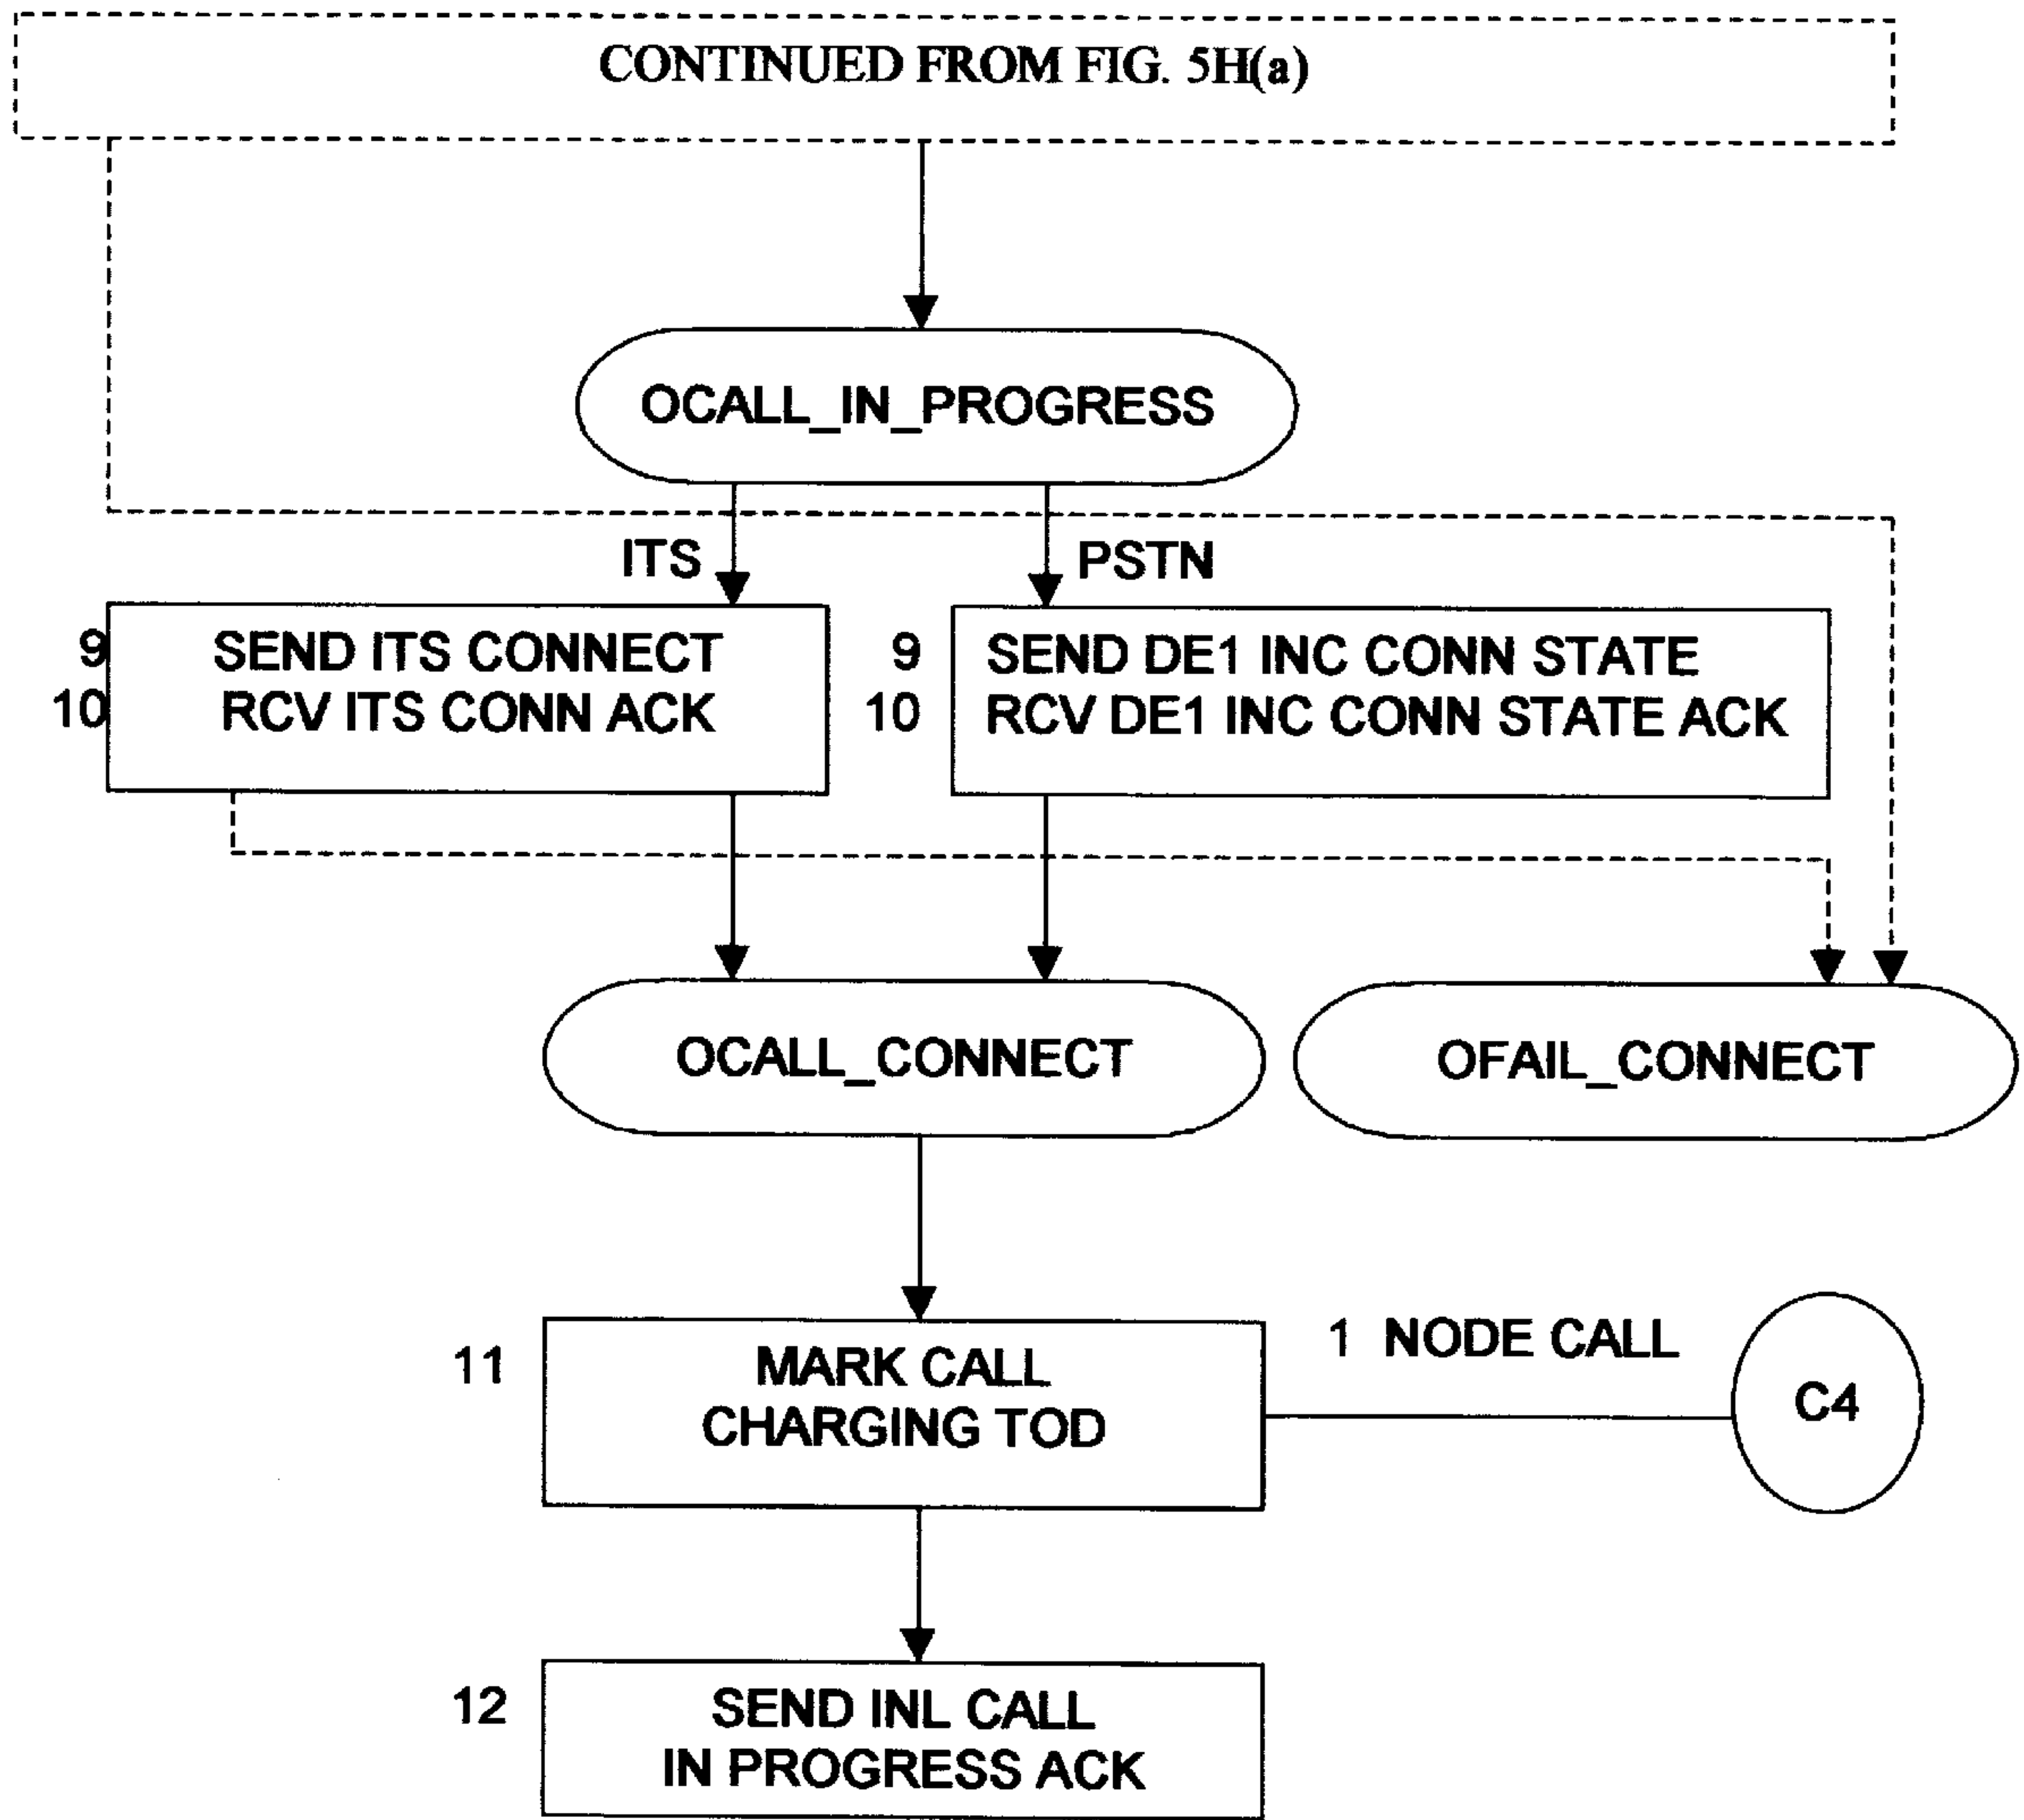 CONTINUED FROM FIG. 5H(a)
OCALL_IN_PROGRESS
ITS
PSTN
9 SEND ITS CONNECT
10 RCV ITS CONN ACK
9 SEND DE1 INC CONN STATE
10 RCV DE1 INC CONN STATE ACK
OCALL_CONNECT
OFAIL_CONNECT
11 MARK CALL
CHARGING TOD
1 NODE CALL
C4
12 SEND INL CALL
IN PROGRESS ACK